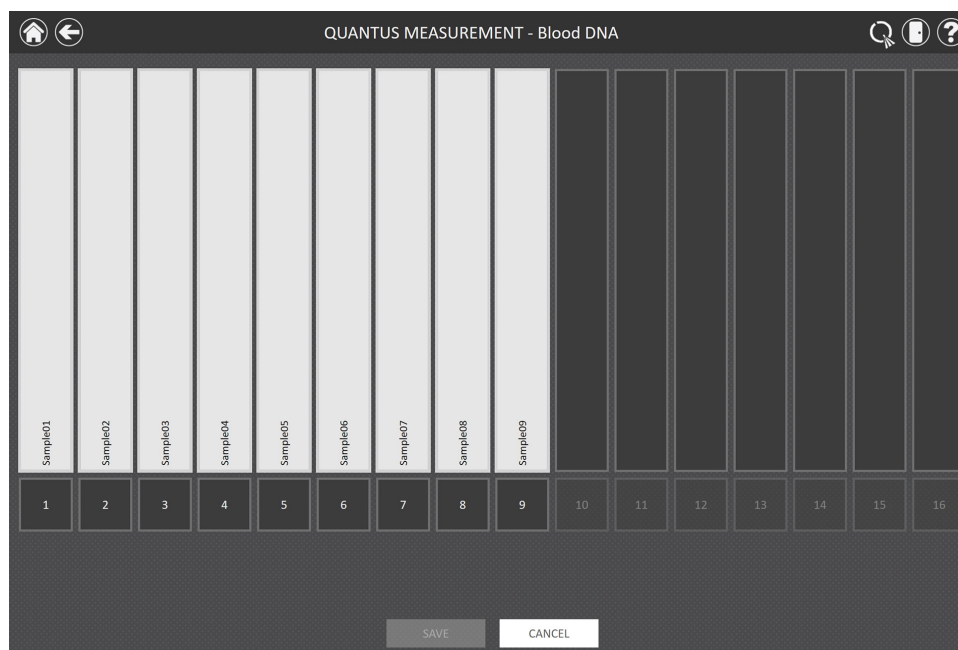 QUANTUS MEASUREMENT - Blood DNA
?
Sample01
Sample02
Sample03
Sample04
Sample05
Sample06
Sample07
Sample08
Sample09
1 2 3 4 5 6 7 8 9 10 11 12 13 14 15 16
SAVE CANCEL